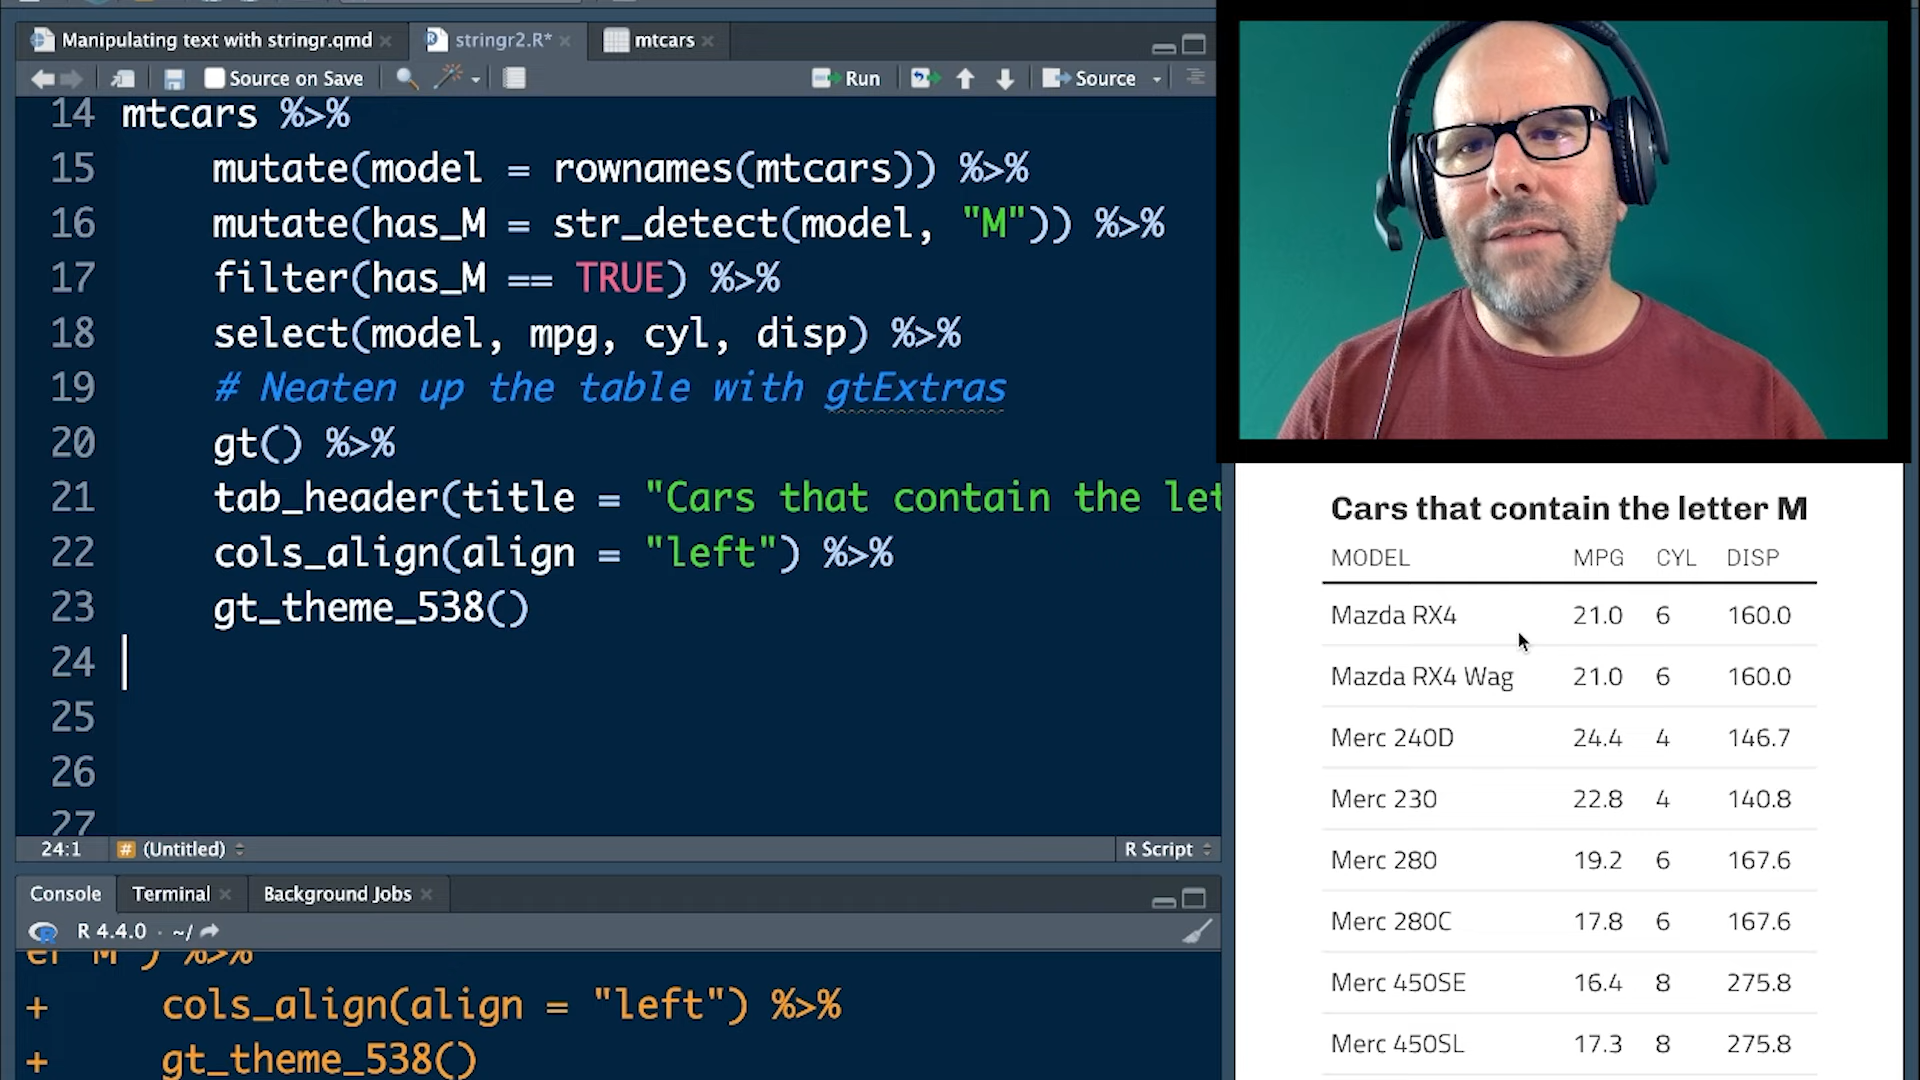 Manipulating text with stringr.qmd
stringr2.R*
mtcars
Source on Save
Run
Source
14 mtcars %>%
15 mutate(model = rownames(mtcars)) %>%
16 mutate(has_M = str_detect(model, "M")) %>%
17 filter(has_M == TRUE) %>%
18 select(model, mpg, cyl, disp) %>%
19 # Neaten up the table with gtExtras
20 gt() %>%
21 tab_header(title = "Cars that contain the let
22 cols_align(align = "left") %>%
23 gt_theme_538()
24
25
26
27
24:1
# (Untitled)
R Script
Console
Terminal
Background Jobs
R 4.4.0 · ~/
er M") %>%
+ cols_align(align = "left") %>%
+ gt_theme_538()
Cars that contain the letter M
MODEL MPG CYL DISP
Mazda RX4 21.0 6 160.0
Mazda RX4 Wag 21.0 6 160.0
Merc 240D 24.4 4 146.7
Merc 230 22.8 4 140.8
Merc 280 19.2 6 167.6
Merc 280C 17.8 6 167.6
Merc 450SE 16.4 8 275.8
Merc 450SL 17.3 8 275.8